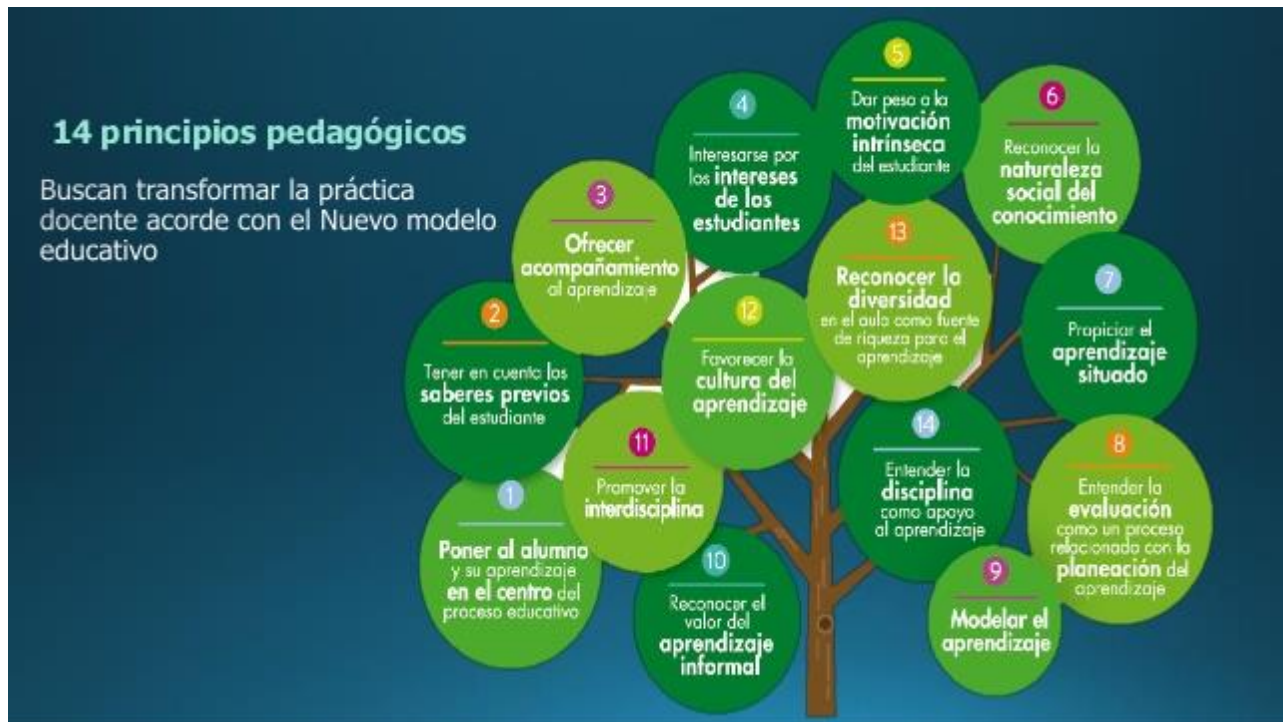 14 principios pedagógicos
Buscan transformar la práctica
docente acorde con el Nuevo modelo
educativo
1
Poner al alumno
y su aprendizaje
en el centro del
proceso educativo
2
Tener en cuenta los
saberes previos
del estudiante
3
Ofrecer
acompañamiento
al aprendizaje
4
Interesarse por
los intereses
de los
estudiantes
5
Dar peso a la
motivación
intrínseca
del estudiante
6
Reconocer la
naturaleza
social del
conocimiento
7
Propiciar el
aprendizaje
situado
8
Entender la
evaluación
como un proceso
relacionado con la
planeación del
aprendizaje
9
Modelar el
aprendizaje
10
Reconocer el
valor del
aprendizaje
informal
11
Promover la
interdisciplina
12
Favorecer la
cultura del
aprendizaje
13
Reconocer la
diversidad
en el aula como fuente
de riqueza para el
aprendizaje
14
Entender la
disciplina
como apoyo
al aprendizaje